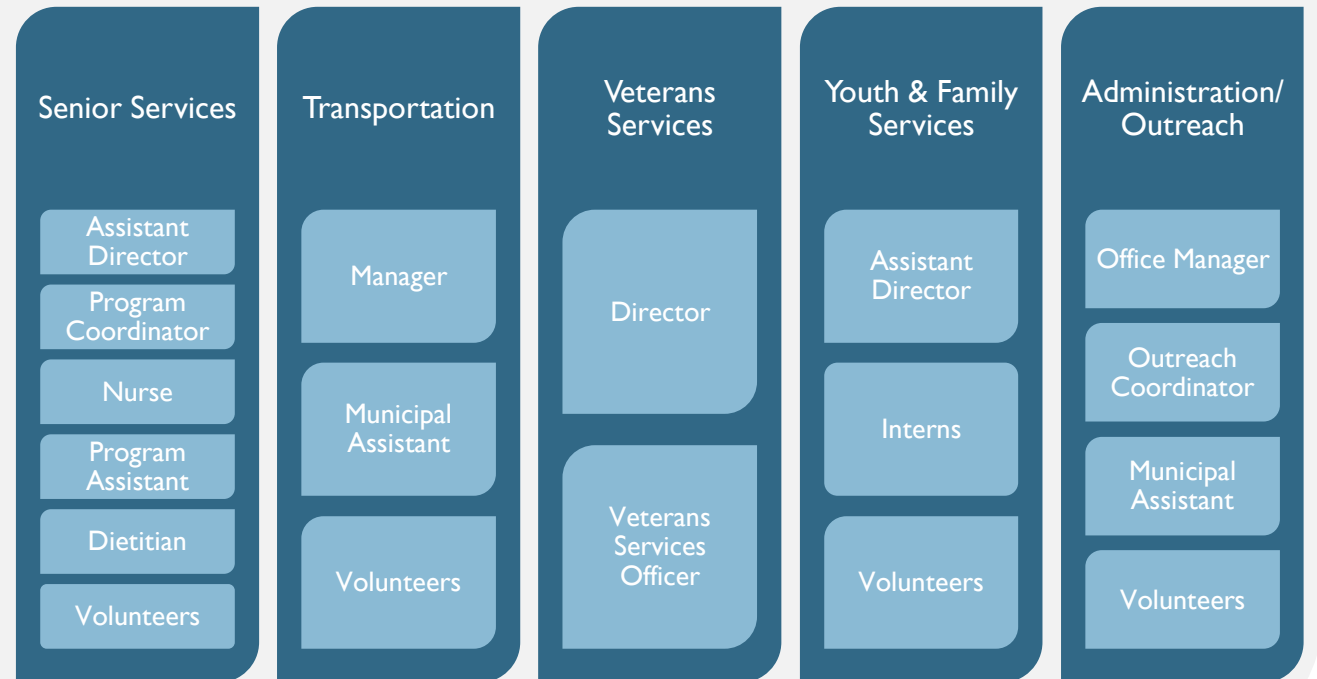 Senior Services
Assistant
Director
Program
Coordinator
Nurse
Program
Assistant
Dietitian
Volunteers
Transportation
Manager
Municipal
Assistant
Volunteers
Veterans
Services
Director
Veterans
Services
Officer
Youth & Family
Services
Assistant
Director
Interns
Volunteers
Administration/
Outreach
Office Manager
Outreach
Coordinator
Municipal
Assistant
Volunteers